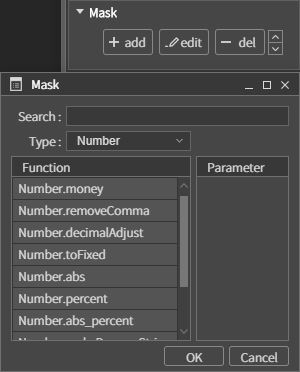 Mask
add edit del
Mask
Search :
Type : Number
Function Parameter
Number.money
Number.removeComma
Number.decimalAdjust
Number.toFixed
Number.abs
Number.percent
Number.abs_percent
OK Cancel